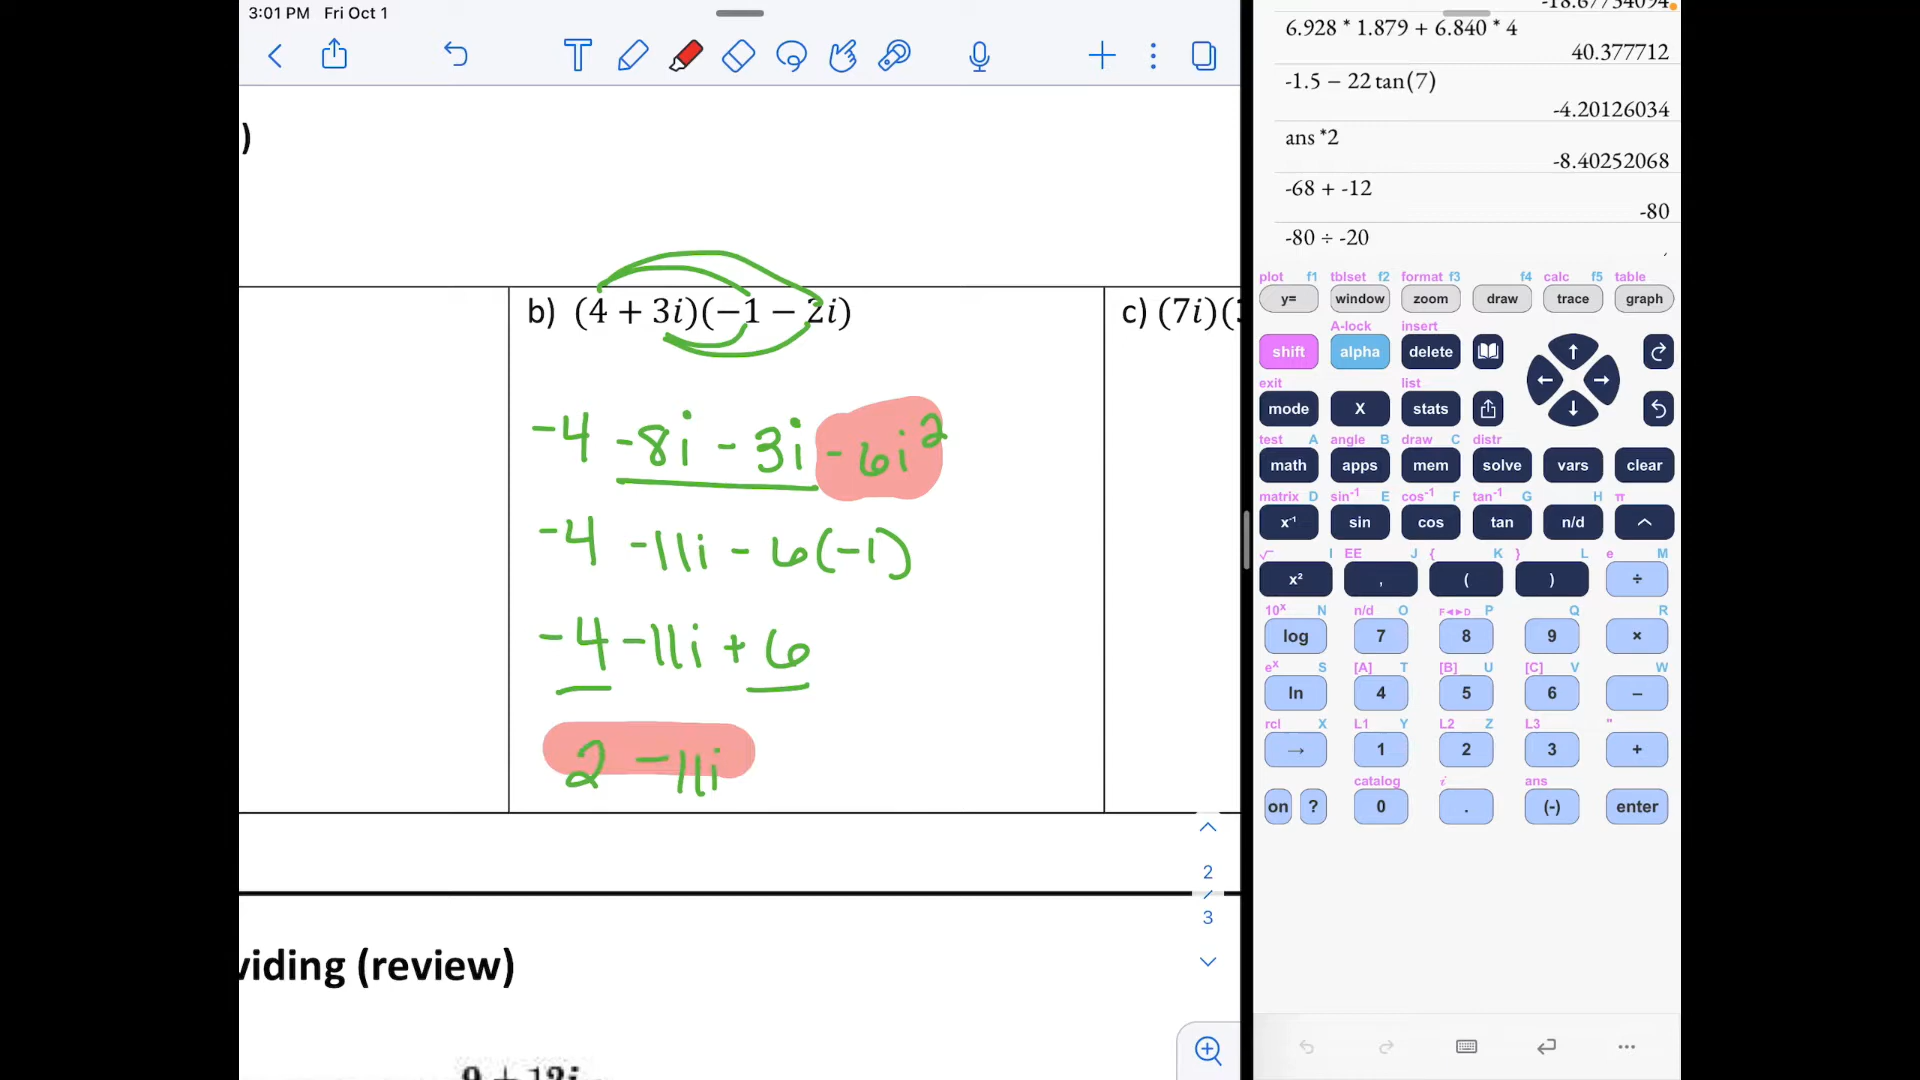 3:01 PM Fri Oct 1
)
b) (4 + 3i)(−1 − 2i)
c) (7i)(
-4 -8i - 3i - 6i²
-4 -11i - 6(-1)
-4 -11i + 6
2 -11i
2
/
3
viding (review)
9 + 12i
-18.67734094
6.928 * 1.879 + 6.840 * 4
40.377712
-1.5 − 22 tan(7)
-4.20126034
ans *2
-8.40252068
-68 + -12
-80
-80 ÷ -20
plot f1 tblset f2 format f3 f4 calc f5 table
y= window zoom draw trace graph
A-lock insert
shift alpha delete
exit list
mode X stats
test A angle B draw C distr
math apps mem solve vars clear
matrix D sin⁻¹ E cos⁻¹ F tan⁻¹ G H π
x⁻¹ sin cos tan n/d ^
√ I EE J { K } L e M
x² , ( ) ÷
10ˣ N n/d O F◄►D P Q R
log 7 8 9 ×
eˣ S [A] T [B] U [C] V W
ln 4 5 6 −
rcl X L1 Y L2 Z L3 "
→ 1 2 3 +
catalog i ans
on ? 0 . (-) enter